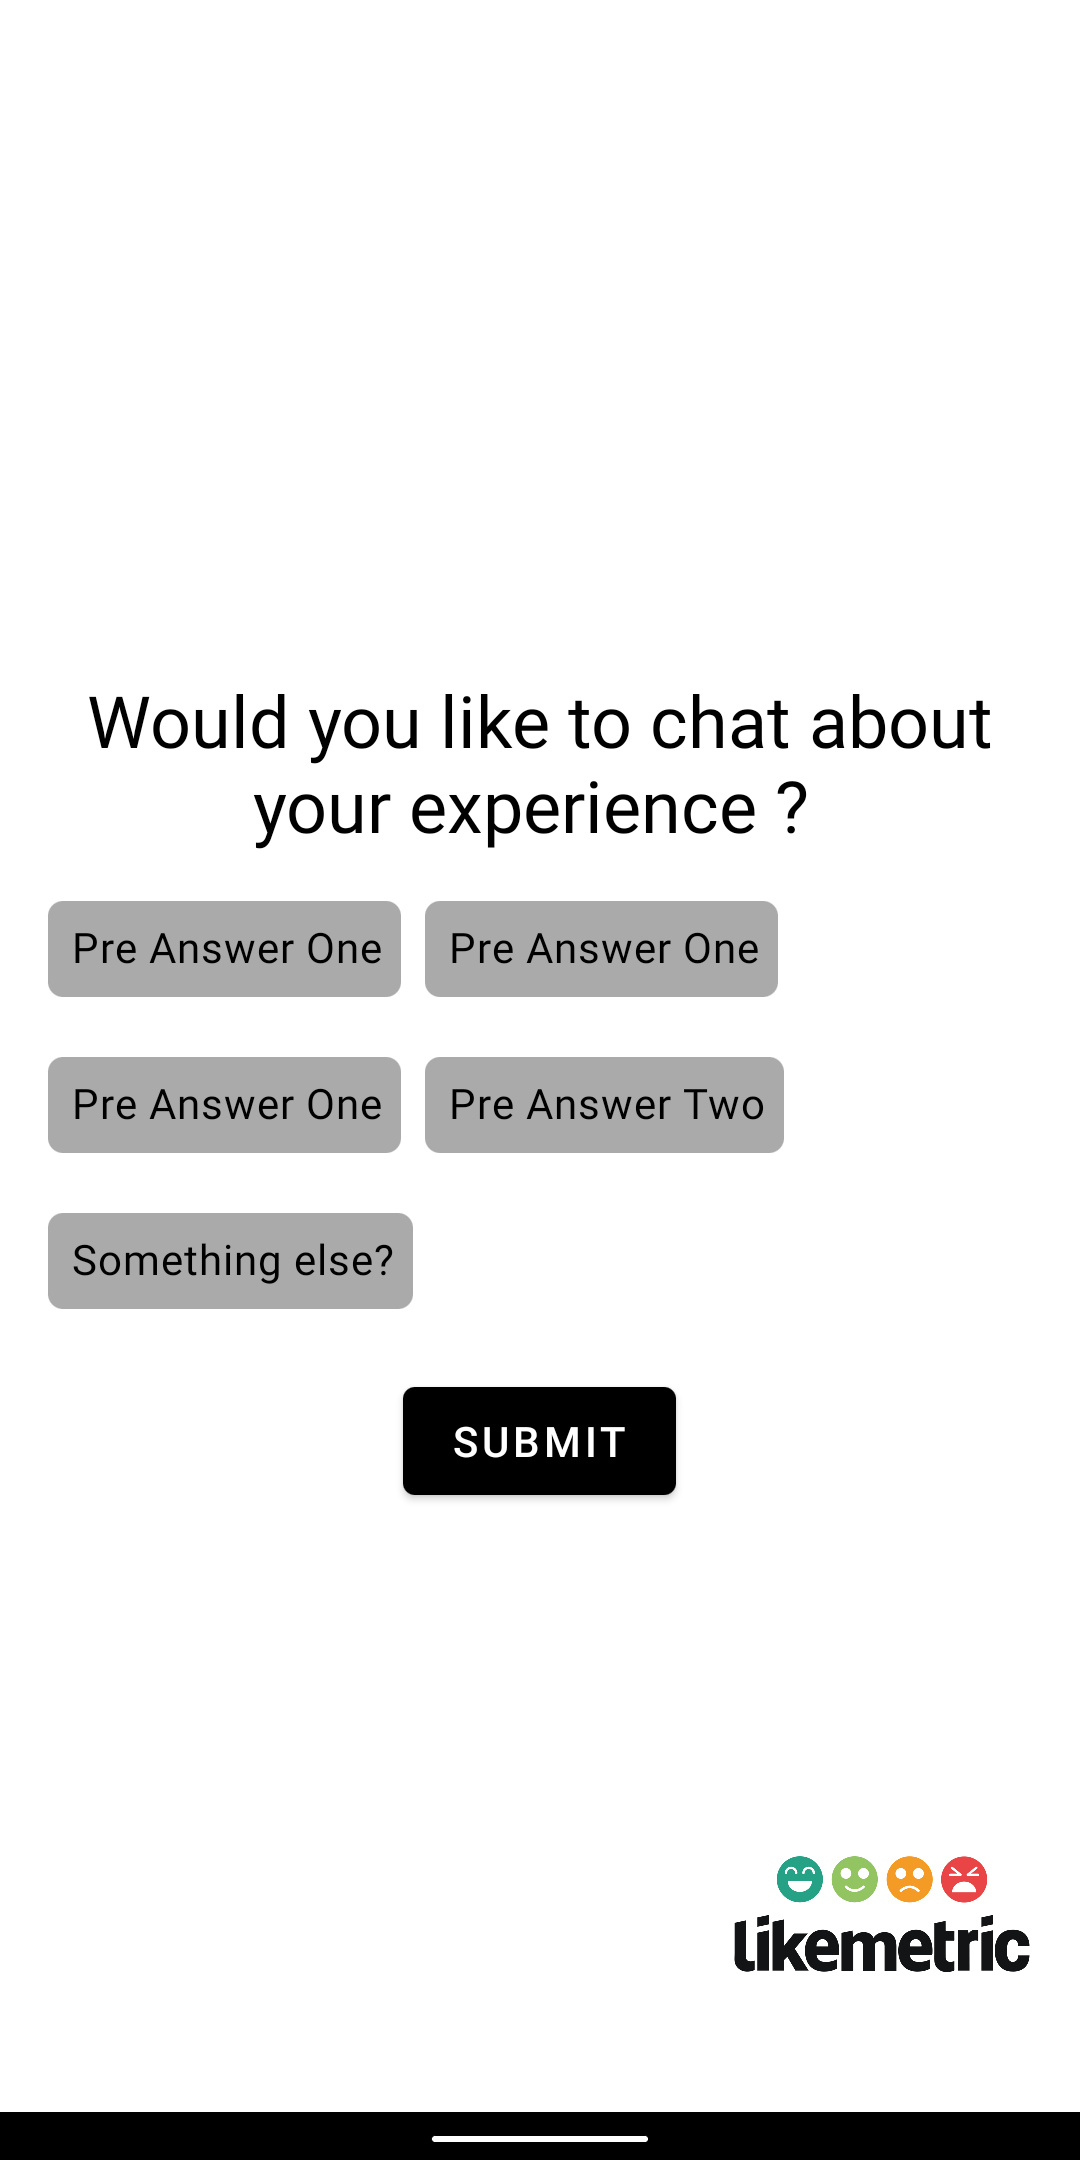 Would you like to chat about
your experience ?
Pre Answer One Pre Answer One
Pre Answer One Pre Answer Two
Something else?
SUBMIT
likemetric